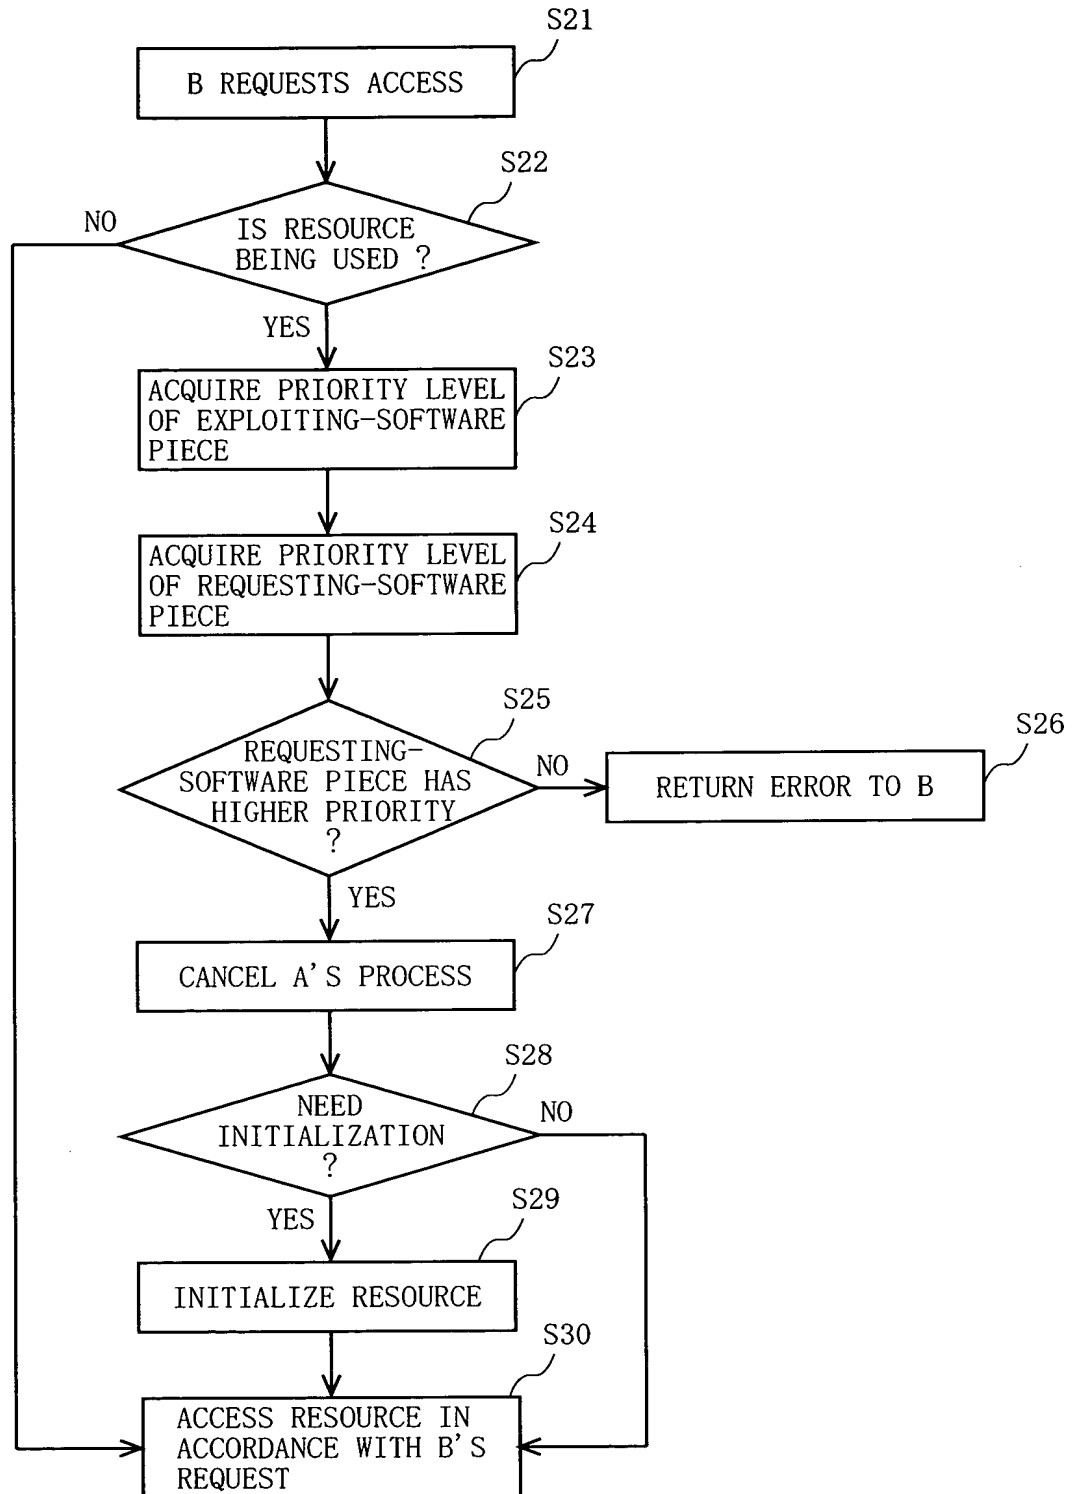 S21
B REQUESTS ACCESS
S22
NO
IS RESOURCE
BEING USED ?
YES
S23
ACQUIRE PRIORITY LEVEL
OF EXPLOITING-SOFTWARE
PIECE
S24
ACQUIRE PRIORITY LEVEL
OF REQUESTING-SOFTWARE
PIECE
S25
REQUESTING-
SOFTWARE PIECE HAS
HIGHER PRIORITY
?
NO
S26
RETURN ERROR TO B
YES
S27
CANCEL A'S PROCESS
S28
NEED
INITIALIZATION
?
NO
YES
S29
INITIALIZE RESOURCE
S30
ACCESS RESOURCE IN
ACCORDANCE WITH B'S
REQUEST